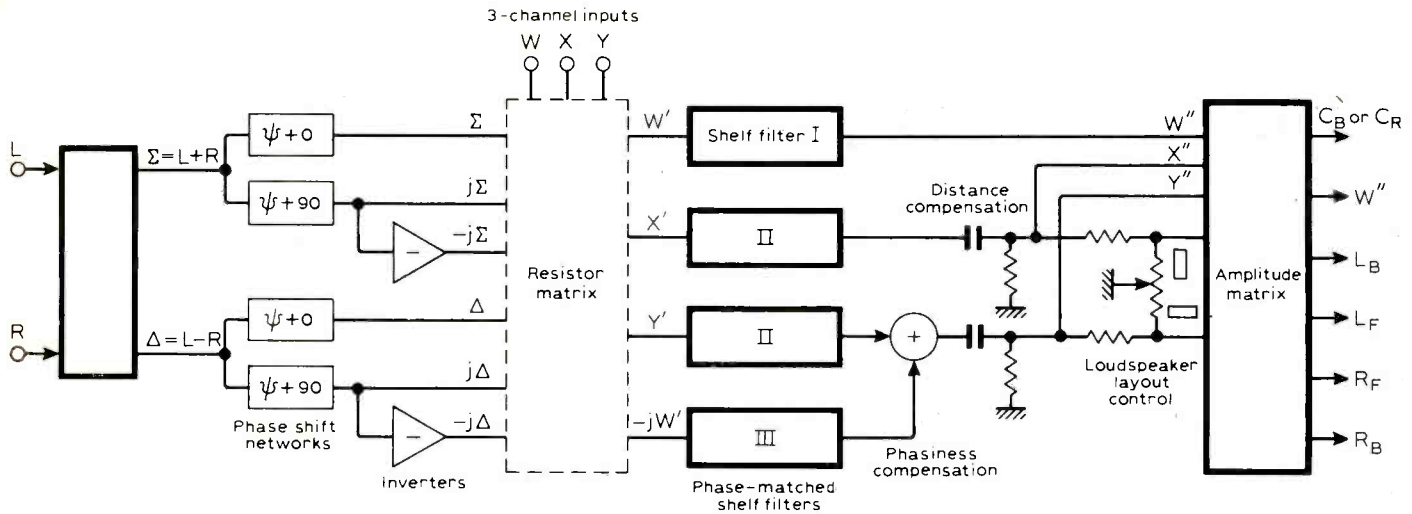 3-channel inputs
W X Y
L
R
Σ=L+R
Δ=L−R
ψ+0
ψ+90
ψ+0
ψ+90
Phase shift
networks
Σ
jΣ
−jΣ
Δ
jΔ
−jΔ
−
−
inverters
Resistor
matrix
W′
X′
Y′
−jW′
Shelf filter I
II
II
III
Phase-matched
shelf filters
+
Phasiness
compensation
Distance
compensation
W″
X″
Y″
Loudspeaker
layout
control
Amplitude
matrix
C_B or C_R
W″
L_B
L_F
R_F
R_B